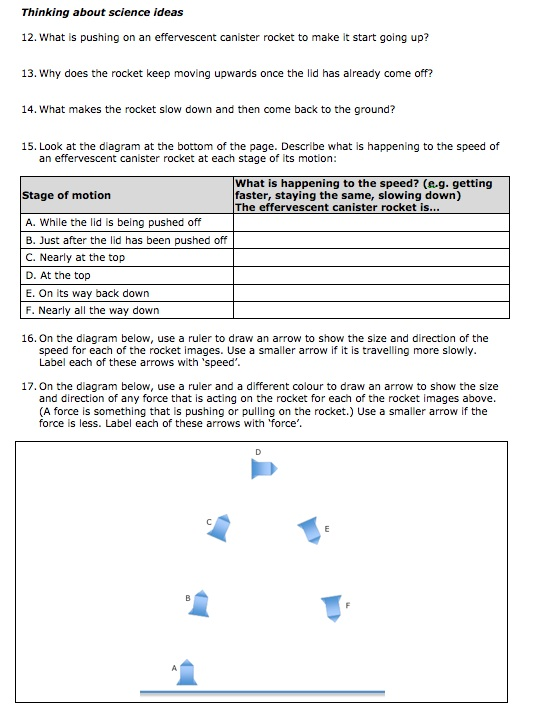 Thinking about science ideas
12. What is pushing on an effervescent canister rocket to make it start going up?
13. Why does the rocket keep moving upwards once the lid has already come off?
14. What makes the rocket slow down and then come back to the ground?
15. Look at the diagram at the bottom of the page. Describe what is happening to the speed of
an effervescent canister rocket at each stage of its motion:
Stage of motion
What is happening to the speed? (e.g. getting
faster, staying the same, slowing down)
The effervescent canister rocket is...
A. While the lid is being pushed off
B. Just after the lid has been pushed off
C. Nearly at the top
D. At the top
E. On its way back down
F. Nearly all the way down
16. On the diagram below, use a ruler to draw an arrow to show the size and direction of the
speed for each of the rocket images. Use a smaller arrow if it is travelling more slowly.
Label each of these arrows with 'speed'.
17. On the diagram below, use a ruler and a different colour to draw an arrow to show the size
and direction of any force that is acting on the rocket for each of the rocket images above.
(A force is something that is pushing or pulling on the rocket.) Use a smaller arrow if the
force is less. Label each of these arrows with 'force'.
D
C
E
B
F
A